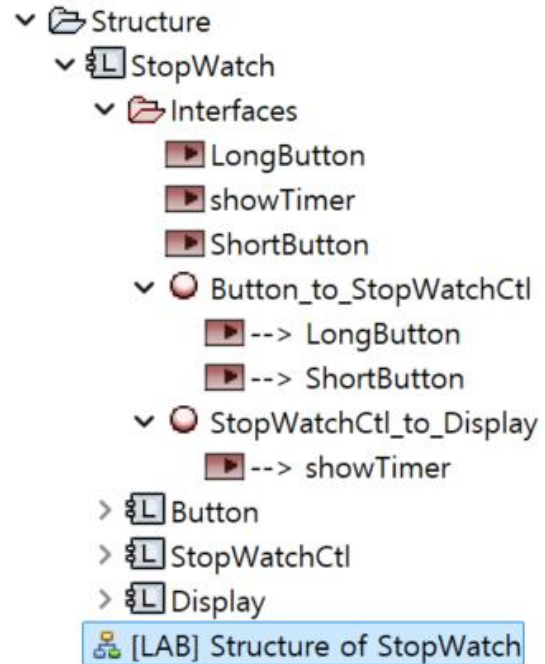 Structure
L StopWatch
Interfaces
LongButton
showTimer
ShortButton
Button_to_StopWatchCtl
--> LongButton
--> ShortButton
StopWatchCtl_to_Display
--> showTimer
L Button
L StopWatchCtl
L Display
[LAB] Structure of StopWatch